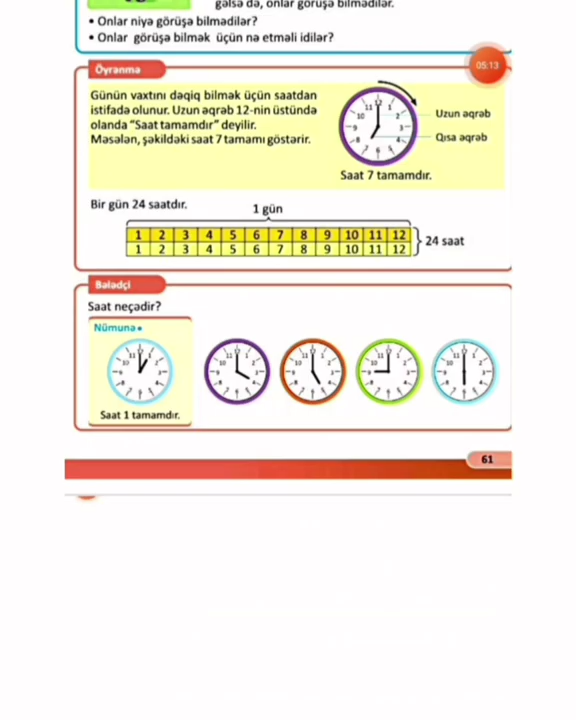 gəlsə də, onlar görüşə bilmədilər.
• Onlar niyə görüşə bilmədilər?
• Onlar görüşə bilmək üçün nə etməli idilər?
Öyrənmə
05:13
Günün vaxtını dəqiq bilmək üçün saatdan
istifadə olunur. Uzun əqrəb 12-nin üstündə
olanda “Saat tamamdır” deyilir.
Məsələn, şəkildəki saat 7 tamamı göstərir.
Uzun əqrəb
Qısa əqrəb
Saat 7 tamamdır.
Bir gün 24 saatdır.
1 gün
1 2 3 4 5 6 7 8 9 10 11 12
1 2 3 4 5 6 7 8 9 10 11 12
24 saat
Bələdçi
Saat neçədir?
Nümunə
Saat 1 tamamdır.
61